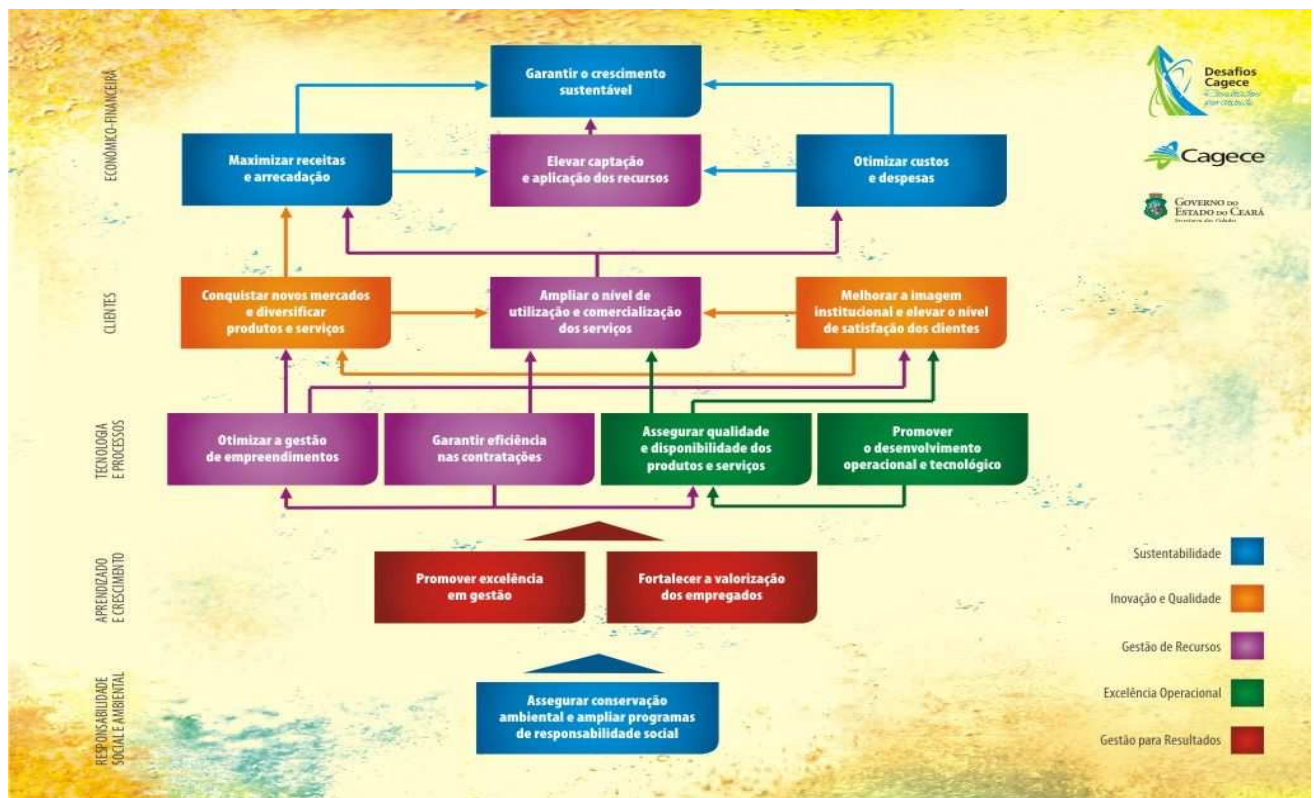 ECONÔMICO-FINANCEIRA
Garantir o crescimento
sustentável
Maximizar receitas
e arrecadação
Elevar captação
e aplicação dos recursos
Otimizar custos
e despesas
Desafios
Cagece
Cagece
GOVERNO DO
ESTADO DO CEARÁ
Secretaria das Cidades
CLIENTES
Conquistar novos mercados
e diversificar
produtos e serviços
Ampliar o nível de
utilização e comercialização
dos serviços
Melhorar a imagem
institucional e elevar o nível
de satisfação dos clientes
TECNOLOGIA
E PROCESSOS
Otimizar a gestão
de empreendimentos
Garantir eficiência
nas contratações
Assegurar qualidade
e disponibilidade dos
produtos e serviços
Promover
o desenvolvimento
operacional e tecnológico
APRENDIZADO
E CRESCIMENTO
Promover excelência
em gestão
Fortalecer a valorização
dos empregados
RESPONSABILIDADE
SOCIAL E AMBIENTAL
Assegurar conservação
ambiental e ampliar programas
de responsabilidade social
Sustentabilidade
Inovação e Qualidade
Gestão de Recursos
Excelência Operacional
Gestão para Resultados